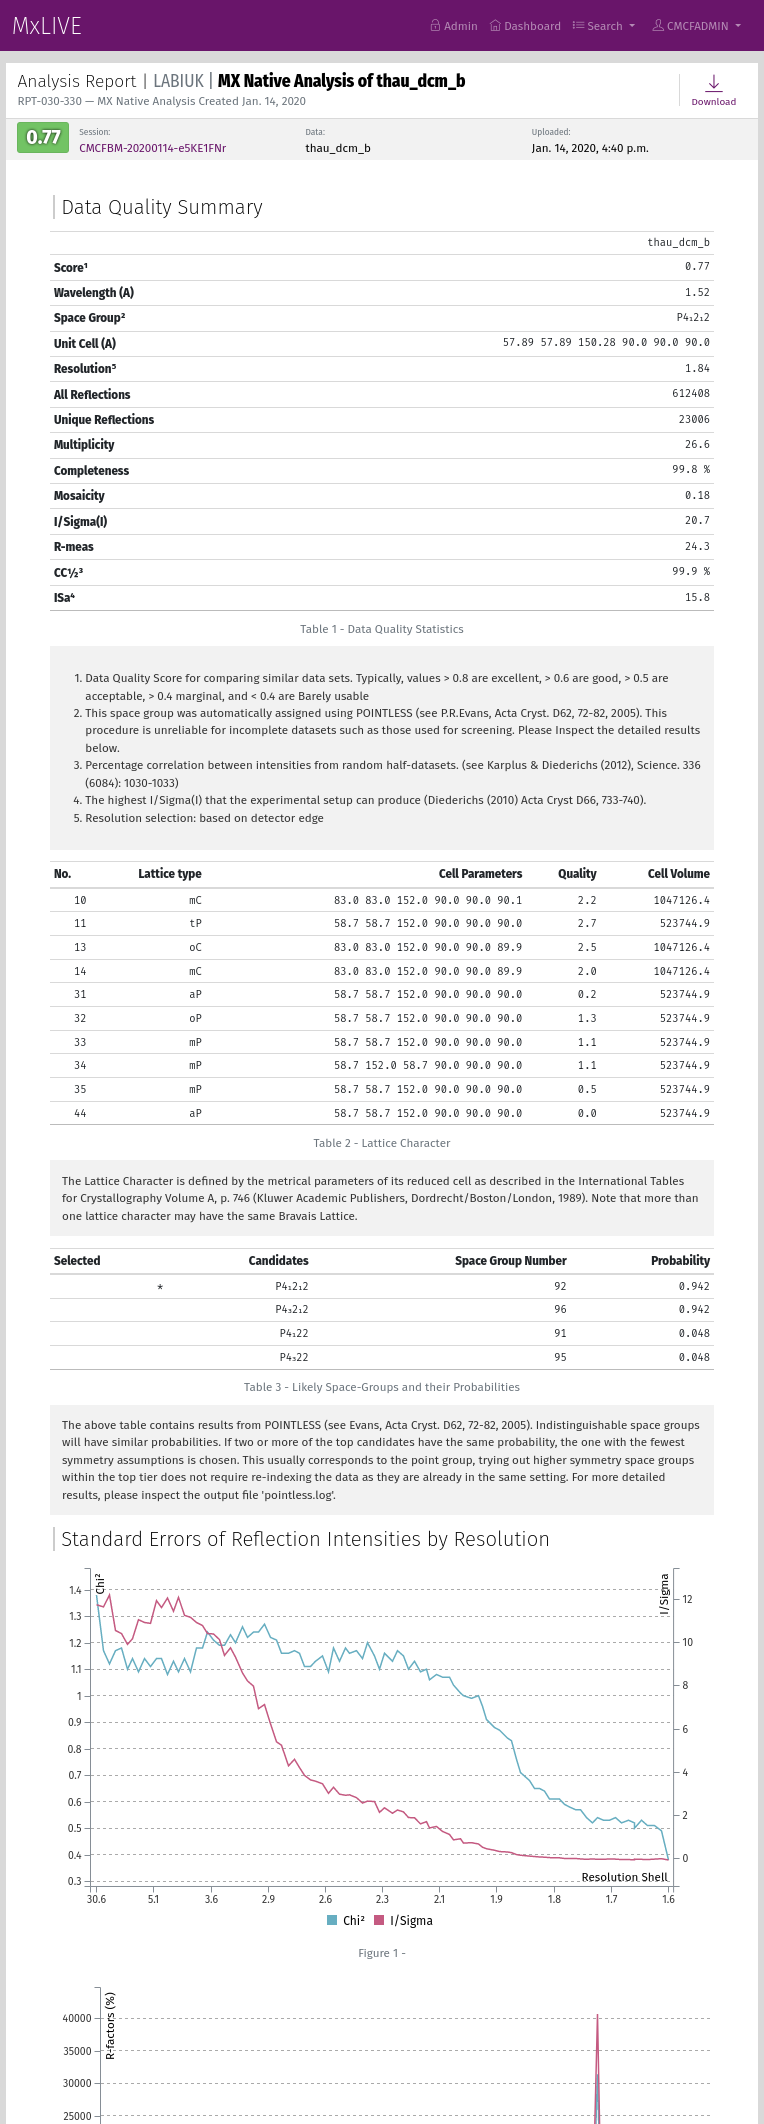 MxLIVE
Admin Dashboard Search CMCFADMIN
Analysis Report | LABIUK | MX Native Analysis of thau_dcm_b
RPT-030-330 — MX Native Analysis Created Jan. 14, 2020
Download
0.77
Session: Data: Uploaded:
CMCFBM-20200114-e5KE1FNr thau_dcm_b Jan. 14, 2020, 4:40 p.m.
Data Quality Summary
thau_dcm_b
Score¹ 0.77
Wavelength (A) 1.52
Space Group² P4₁2₁2
Unit Cell (A) 57.89 57.89 150.28 90.0 90.0 90.0
Resolution⁵ 1.84
All Reflections 612408
Unique Reflections 23006
Multiplicity 26.6
Completeness 99.8 %
Mosaicity 0.18
I/Sigma(I) 20.7
R-meas 24.3
CC½³ 99.9 %
ISa⁴ 15.8
Table 1 - Data Quality Statistics
1. Data Quality Score for comparing similar data sets. Typically, values > 0.8 are excellent, > 0.6 are good, > 0.5 are
acceptable, > 0.4 marginal, and < 0.4 are Barely usable
2. This space group was automatically assigned using POINTLESS (see P.R.Evans, Acta Cryst. D62, 72-82, 2005). This
procedure is unreliable for incomplete datasets such as those used for screening. Please Inspect the detailed results
below.
3. Percentage correlation between intensities from random half-datasets. (see Karplus & Diederichs (2012), Science. 336
(6084): 1030-1033)
4. The highest I/Sigma(I) that the experimental setup can produce (Diederichs (2010) Acta Cryst D66, 733-740).
5. Resolution selection: based on detector edge
No. Lattice type Cell Parameters Quality Cell Volume
10 mC 83.0 83.0 152.0 90.0 90.0 90.1 2.2 1047126.4
11 tP 58.7 58.7 152.0 90.0 90.0 90.0 2.7 523744.9
13 oC 83.0 83.0 152.0 90.0 90.0 89.9 2.5 1047126.4
14 mC 83.0 83.0 152.0 90.0 90.0 89.9 2.0 1047126.4
31 aP 58.7 58.7 152.0 90.0 90.0 90.0 0.2 523744.9
32 oP 58.7 58.7 152.0 90.0 90.0 90.0 1.3 523744.9
33 mP 58.7 58.7 152.0 90.0 90.0 90.0 1.1 523744.9
34 mP 58.7 152.0 58.7 90.0 90.0 90.0 1.1 523744.9
35 mP 58.7 58.7 152.0 90.0 90.0 90.0 0.5 523744.9
44 aP 58.7 58.7 152.0 90.0 90.0 90.0 0.0 523744.9
Table 2 - Lattice Character
The Lattice Character is defined by the metrical parameters of its reduced cell as described in the International Tables
for Crystallography Volume A, p. 746 (Kluwer Academic Publishers, Dordrecht/Boston/London, 1989). Note that more than
one lattice character may have the same Bravais Lattice.
Selected Candidates Space Group Number Probability
* P4₁2₁2 92 0.942
P4₃2₁2 96 0.942
P4₁22 91 0.048
P4₃22 95 0.048
Table 3 - Likely Space-Groups and their Probabilities
The above table contains results from POINTLESS (see Evans, Acta Cryst. D62, 72-82, 2005). Indistinguishable space groups
will have similar probabilities. If two or more of the top candidates have the same probability, the one with the fewest
symmetry assumptions is chosen. This usually corresponds to the point group, trying out higher symmetry space groups
within the top tier does not require re-indexing the data as they are already in the same setting. For more detailed
results, please inspect the output file 'pointless.log'.
Standard Errors of Reflection Intensities by Resolution
Chi² I/Sigma
1.4 12
1.3
1.2 10
1.1
1 8
0.9 6
0.8
0.7 4
0.6 2
0.5
0.4 0
0.3 Resolution Shell
30.6 5.1 3.6 2.9 2.6 2.3 2.1 1.9 1.8 1.7 1.6
Chi² I/Sigma
Figure 1 -
R-factors (%)
40000
35000
30000
25000